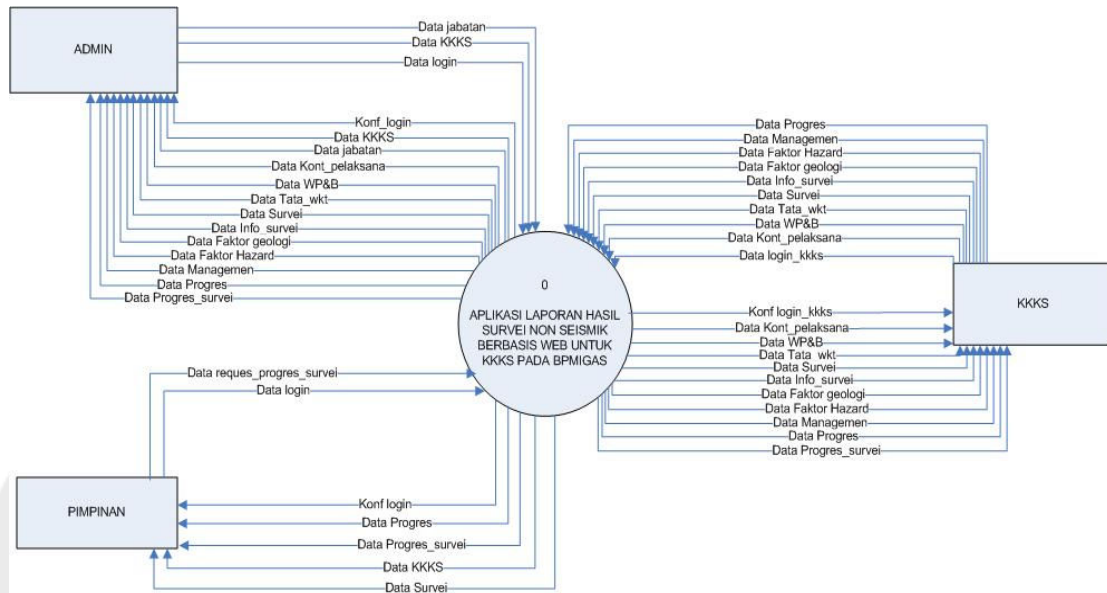 ADMIN
Data jabatan
Data KKKS
Data login
Konf_login
Data KKKS
Data jabatan
Data Kont_pelaksana
Data WP&B
Data Tata_wkt
Data Survei
Data Info_survei
Data Faktor geologi
Data Faktor Hazard
Data Managemen
Data Progres
Data Progres_survei
Data Progres
Data Managemen
Data Faktor Hazard
Data Faktor geologi
Data Info_survei
Data Survei
Data Tata_wkt
Data WP&B
Data Kont_pelaksana
Data login_kkks
KKKS
0
APLIKASI LAPORAN HASIL
SURVEI NON SEISMIK
BERBASIS WEB UNTUK
KKKS PADA BPMIGAS
Konf login_kkks
Data Kont_pelaksana
Data WP&B
Data Tata_wkt
Data Survei
Data Info_survei
Data Faktor geologi
Data Faktor Hazard
Data Managemen
Data Progres
Data Progres_survei
Data reques_progres_survei
Data login
PIMPINAN
Konf login
Data Progres
Data Progres_survei
Data KKKS
Data Survei